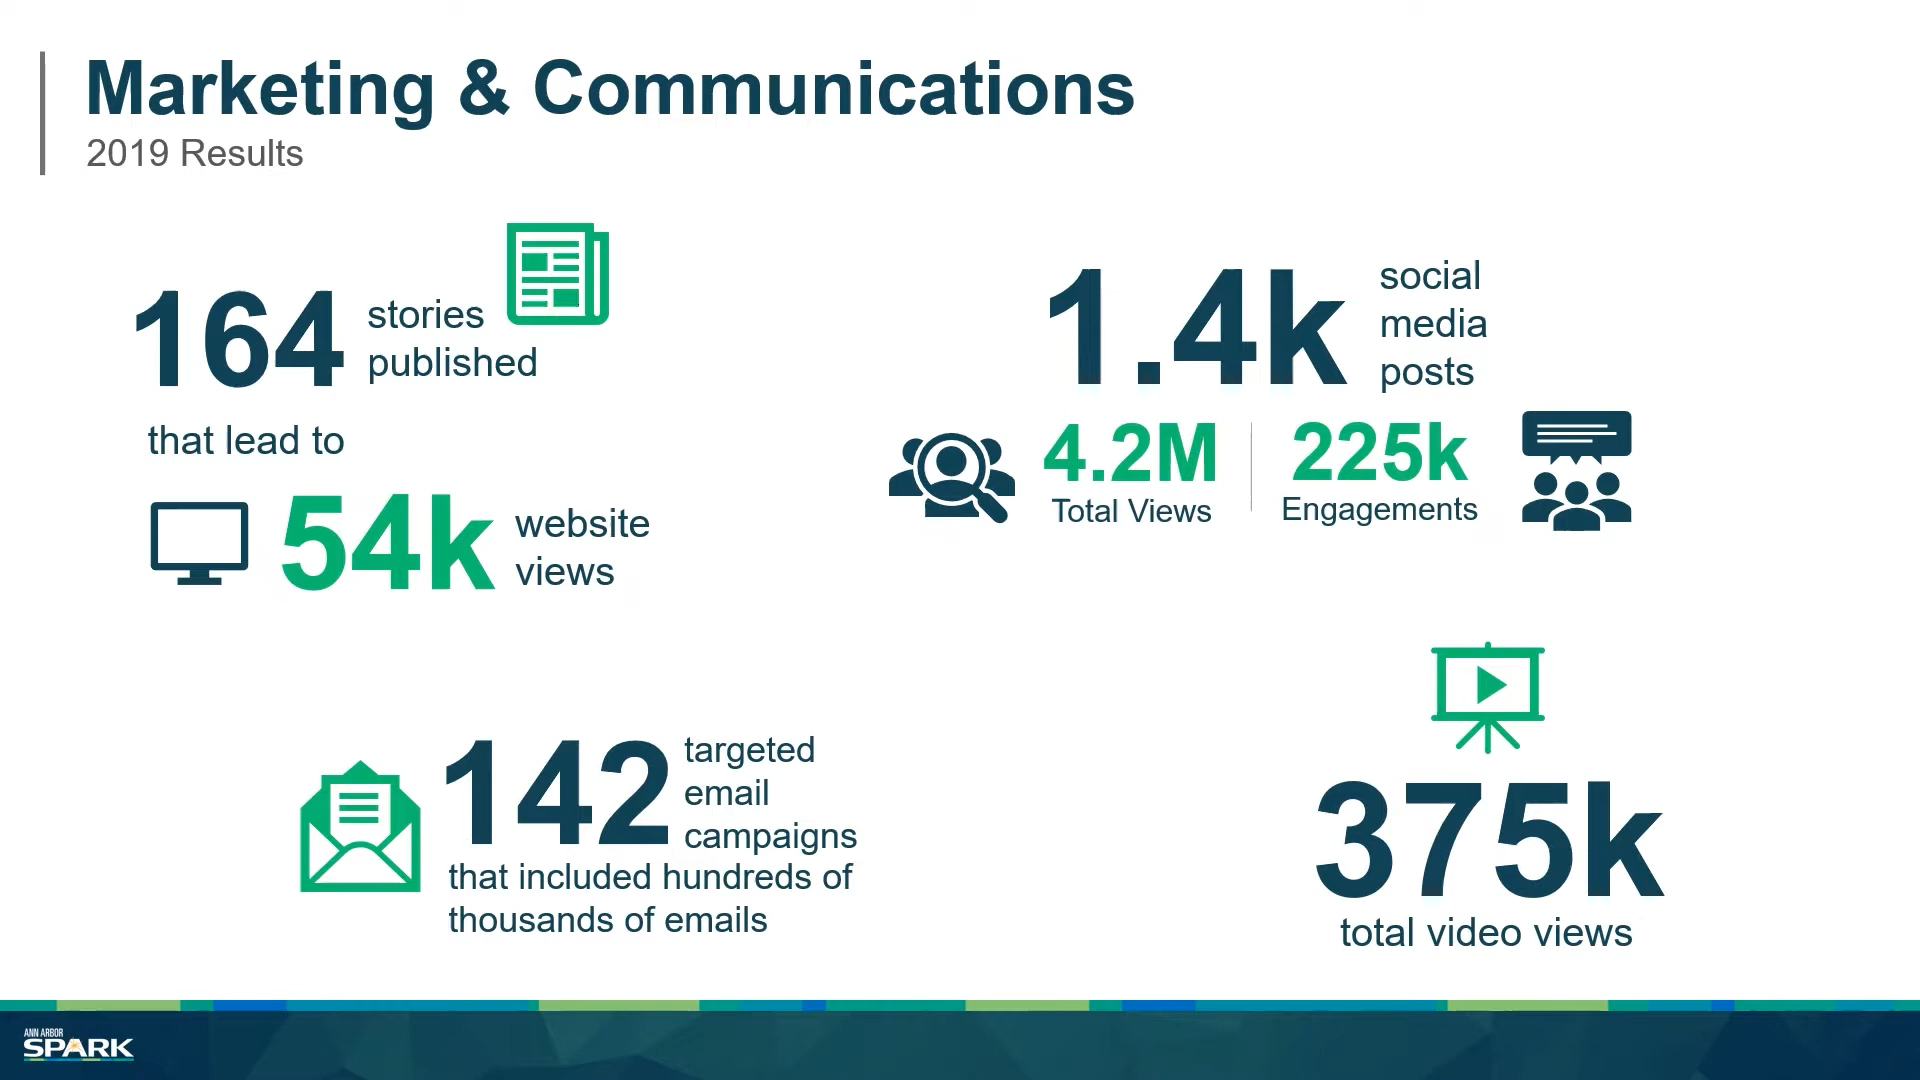 Marketing & Communications
2019 Results
164 stories
published
that lead to
54k website
views
1.4k social
media
posts
4.2M
Total Views
225k
Engagements
142 targeted
email
campaigns
that included hundreds of
thousands of emails
375k
total video views
ANN ARBOR
SPARK